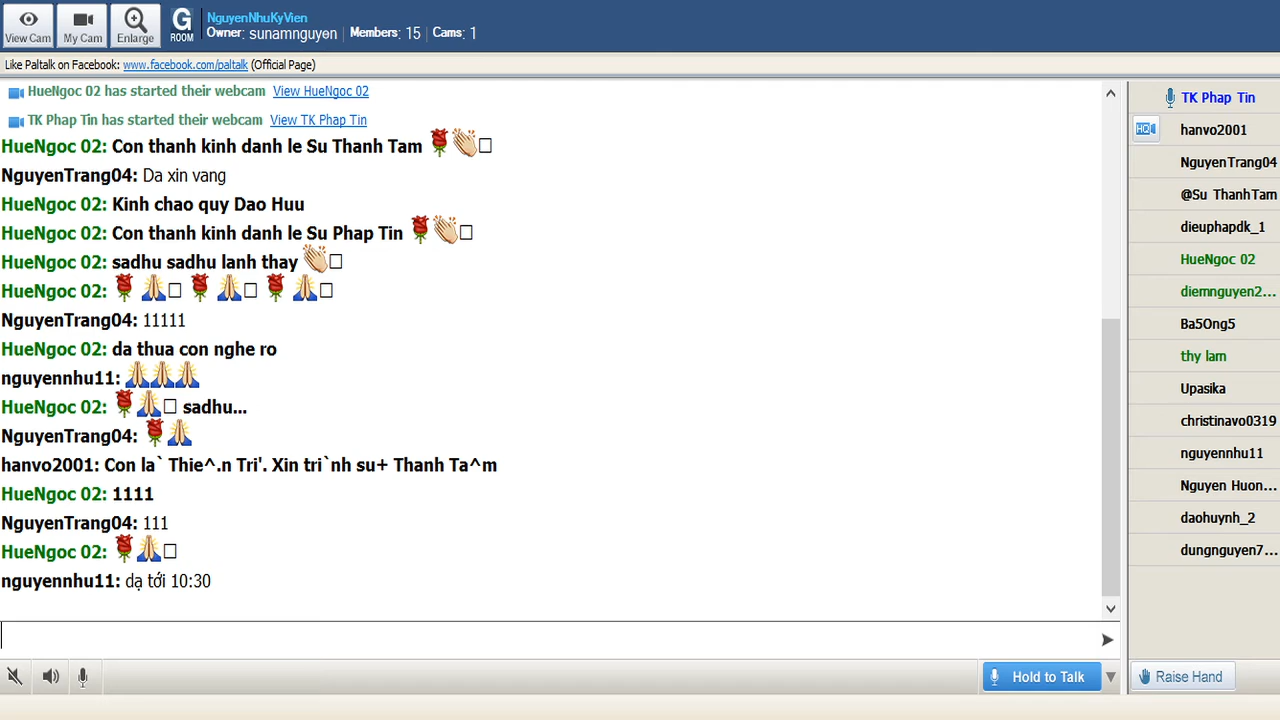 View Cam
My Cam
Enlarge
G
ROOM
NguyenNhuKyVien
Owner: sunamnguyen | Members: 15 | Cams: 1
Like Paltalk on Facebook: www.facebook.com/paltalk (Official Page)
HueNgoc 02 has started their webcam View HueNgoc 02
TK Phap Tin has started their webcam View TK Phap Tin
HueNgoc 02: Con thanh kinh danh le Su Thanh Tam
NguyenTrang04: Da xin vang
HueNgoc 02: Kinh chao quy Dao Huu
HueNgoc 02: Con thanh kinh danh le Su Phap Tin
HueNgoc 02: sadhu sadhu lanh thay
HueNgoc 02:
NguyenTrang04: 11111
HueNgoc 02: da thua con nghe ro
nguyennhu11:
HueNgoc 02: sadhu...
NguyenTrang04:
hanvo2001: Con la` Thie^.n Tri'. Xin tri`nh su+ Thanh Ta^m
HueNgoc 02: 1111
NguyenTrang04: 111
HueNgoc 02:
nguyennhu11: dạ tới 10:30
Hold to Talk
TK Phap Tin
HQ
hanvo2001
NguyenTrang04
@Su ThanhTam
dieuphapdk_1
HueNgoc 02
diemnguyen2...
Ba5Ong5
thy lam
Upasika
christinavo0319
nguyennhu11
Nguyen Huon...
daohuynh_2
dungnguyen7...
Raise Hand